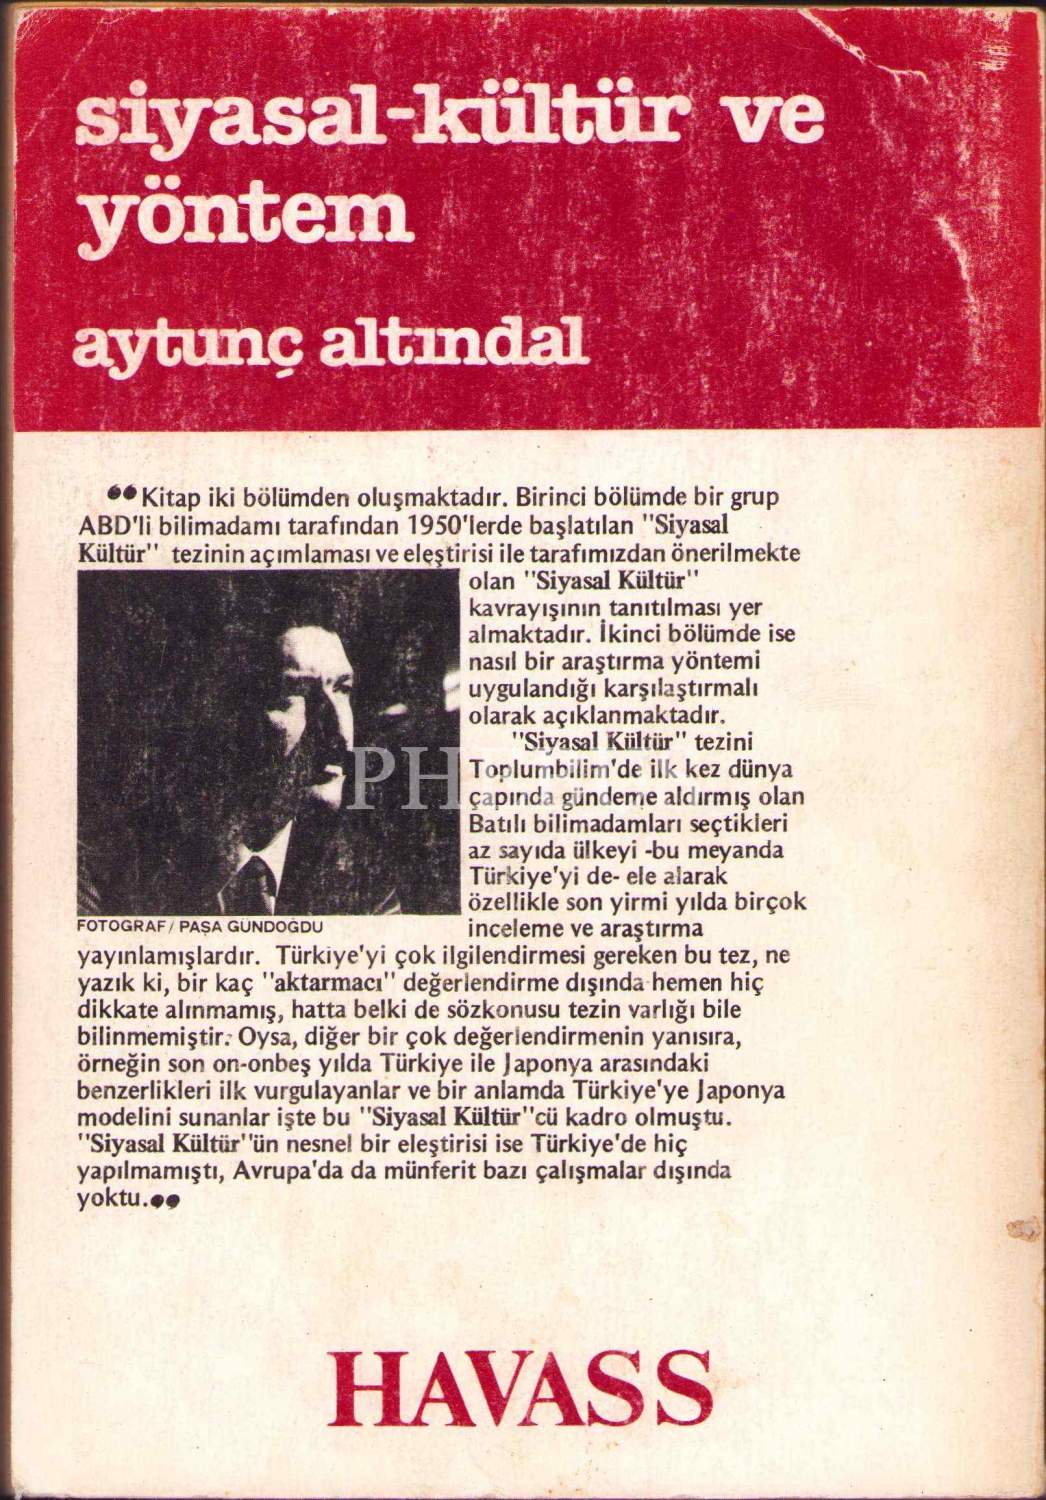 siyasal-kültür ve
yöntem
aytunç altındal
“Kitap iki bölümden oluşmaktadır. Birinci bölümde bir grup
ABD'li bilimadamı tarafından 1950'lerde başlatılan "Siyasal
Kültür" tezinin açımlaması ve eleştirisi ile tarafımızdan önerilmekte
olan "Siyasal Kültür"
kavrayışının tanıtılması yer
almaktadır. İkinci bölümde ise
nasıl bir araştırma yöntemi
uygulandığı karşılaştırmalı
olarak açıklanmaktadır.
"Siyasal Kültür" tezini
Toplumbilim'de ilk kez dünya
çapında gündeme aldırmış olan
Batılı bilimadamları seçtikleri
az sayıda ülkeyi -bu meyanda
Türkiye'yi de- ele alarak
özellikle son yirmi yılda birçok
inceleme ve araştırma
FOTOGRAF/ PAŞA GÜNDOĞDU
yayınlamışlardır. Türkiye'yi çok ilgilendirmesi gereken bu tez, ne
yazık ki, bir kaç "aktarmacı" değerlendirme dışında hemen hiç
dikkate alınmamış, hatta belki de sözkonusu tezin varlığı bile
bilinmemiştir. Oysa, diğer bir çok değerlendirmenin yanısıra,
örneğin son on-onbeş yılda Türkiye ile Japonya arasındaki
benzerlikleri ilk vurgulayanlar ve bir anlamda Türkiye'ye Japonya
modelini sunanlar işte bu "Siyasal Kültür"cü kadro olmuştu.
"Siyasal Kültür"ün nesnel bir eleştirisi ise Türkiye'de hiç
yapılmamıştı, Avrupa'da da münferit bazı çalışmalar dışında
yoktu.”
HAVASS